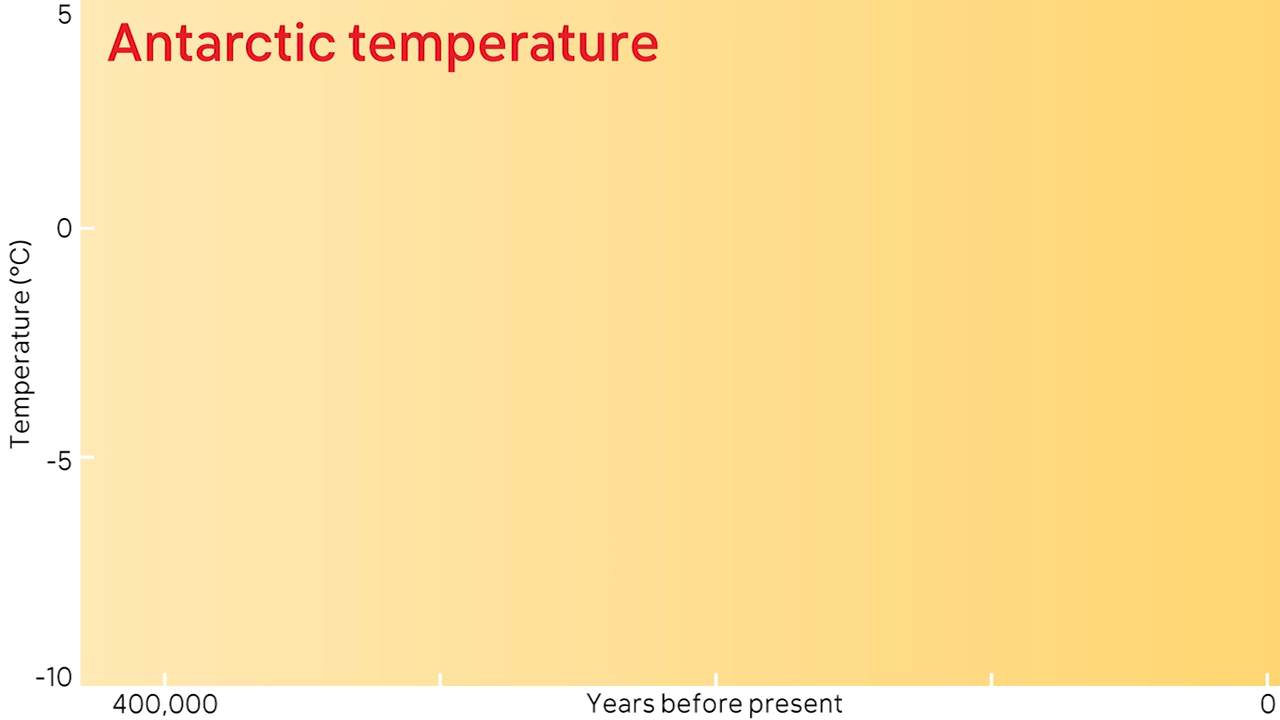 5
Antarctic temperature
0
Temperature (°C)
-5
-10
400,000
Years before present
0